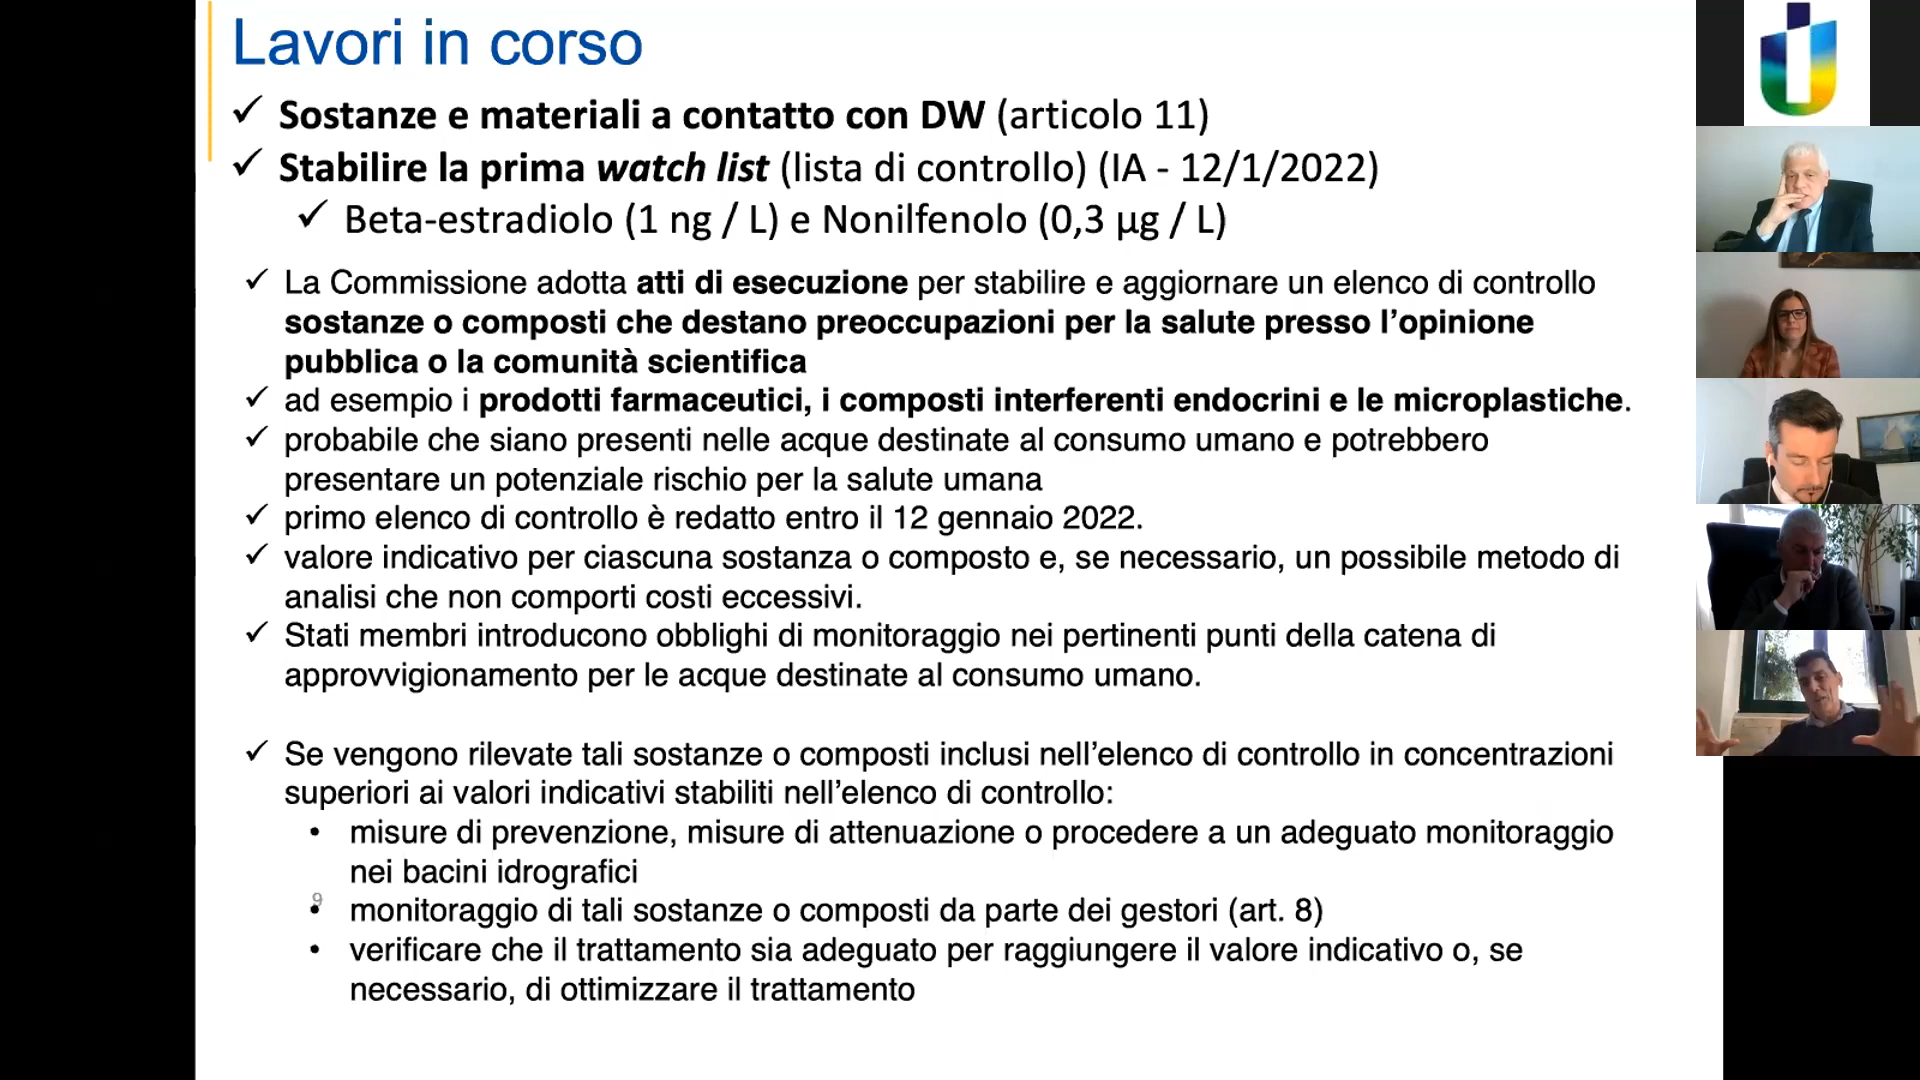 Lavori in corso
✓ Sostanze e materiali a contatto con DW (articolo 11)
✓ Stabilire la prima watch list (lista di controllo) (IA - 12/1/2022)
✓ Beta-estradiolo (1 ng / L) e Nonilfenolo (0,3 µg / L)
✓ La Commissione adotta atti di esecuzione per stabilire e aggiornare un elenco di controllo
sostanze o composti che destano preoccupazioni per la salute presso l’opinione
pubblica o la comunità scientifica
✓ ad esempio i prodotti farmaceutici, i composti interferenti endocrini e le microplastiche.
✓ probabile che siano presenti nelle acque destinate al consumo umano e potrebbero
presentare un potenziale rischio per la salute umana
✓ primo elenco di controllo è redatto entro il 12 gennaio 2022.
✓ valore indicativo per ciascuna sostanza o composto e, se necessario, un possibile metodo di
analisi che non comporti costi eccessivi.
✓ Stati membri introducono obblighi di monitoraggio nei pertinenti punti della catena di
approvvigionamento per le acque destinate al consumo umano.
✓ Se vengono rilevate tali sostanze o composti inclusi nell’elenco di controllo in concentrazioni
superiori ai valori indicativi stabiliti nell’elenco di controllo:
• misure di prevenzione, misure di attenuazione o procedere a un adeguato monitoraggio
nei bacini idrografici
9
• monitoraggio di tali sostanze o composti da parte dei gestori (art. 8)
• verificare che il trattamento sia adeguato per raggiungere il valore indicativo o, se
necessario, di ottimizzare il trattamento